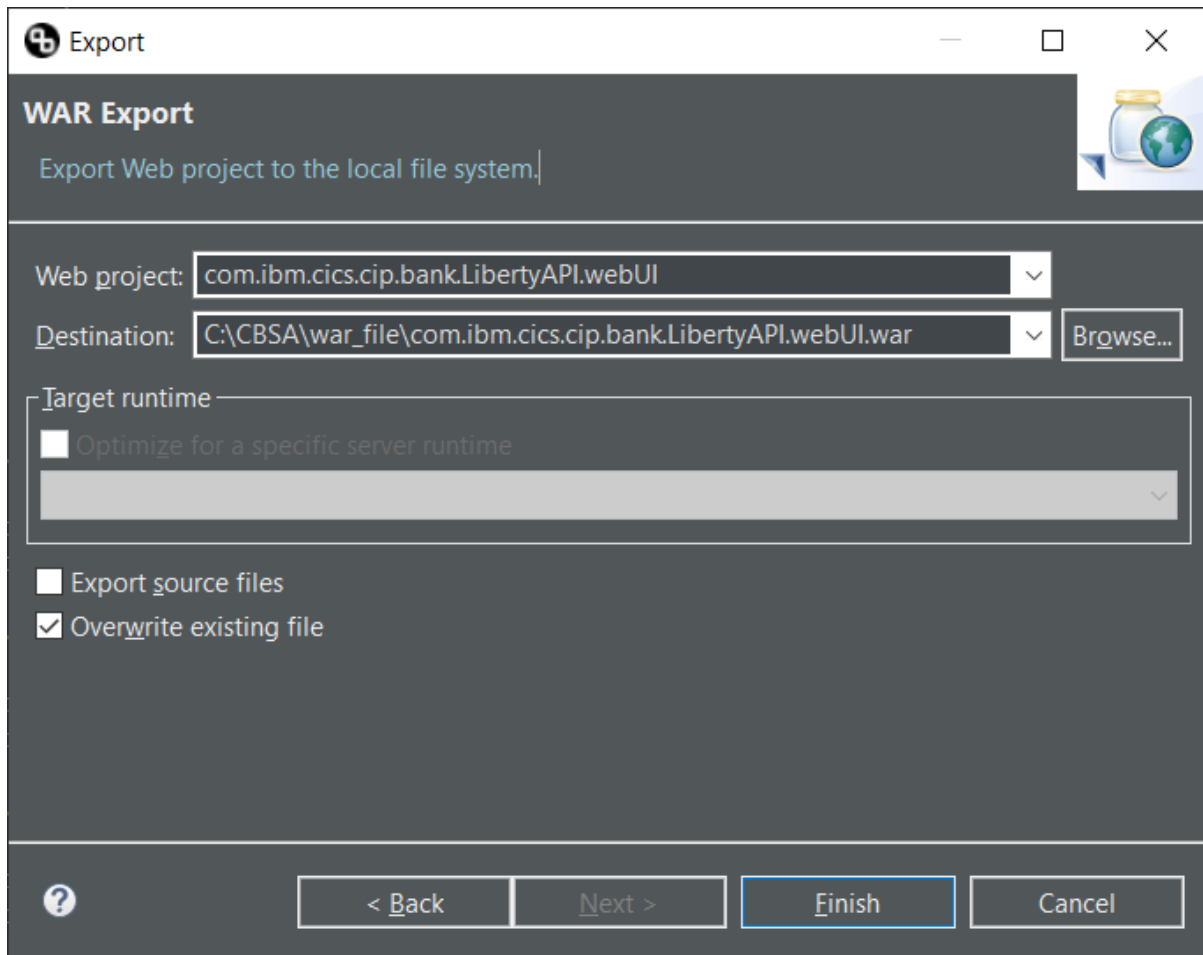 Export
WAR Export
Export Web project to the local file system.
Web project: com.ibm.cics.cip.bank.LibertyAPI.webUI
Destination: C:\CBSA\war_file\com.ibm.cics.cip.bank.LibertyAPI.webUI.war Browse...
Target runtime
Optimize for a specific server runtime
Export source files
Overwrite existing file
? < Back Next > Finish Cancel